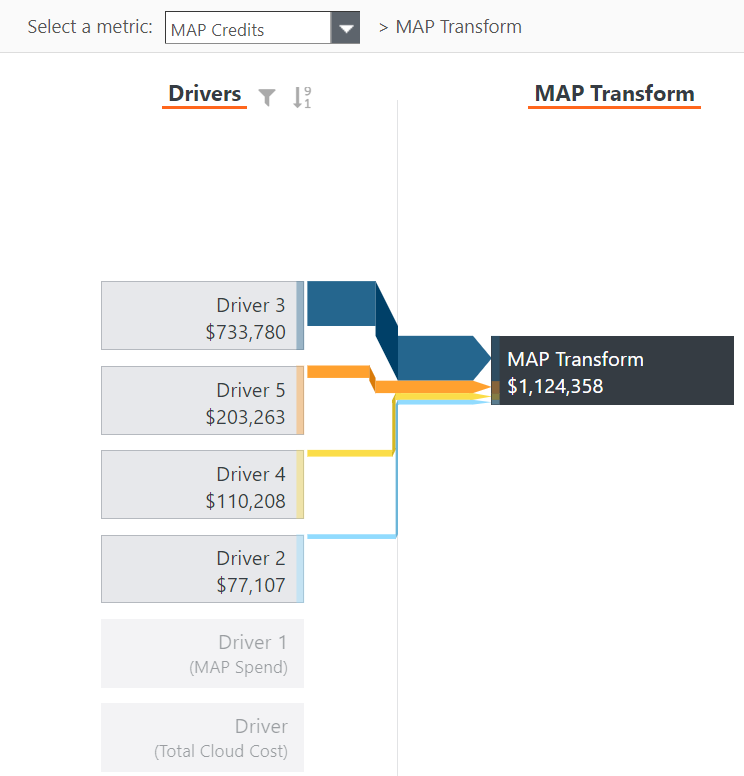 Select a metric: MAP Credits > MAP Transform
Drivers 9 1 MAP Transform
Driver 3
$733,780
MAP Transform
$1,124,358
Driver 5
$203,263
Driver 4
$110,208
Driver 2
$77,107
Driver 1
(MAP Spend)
Driver
(Total Cloud Cost)